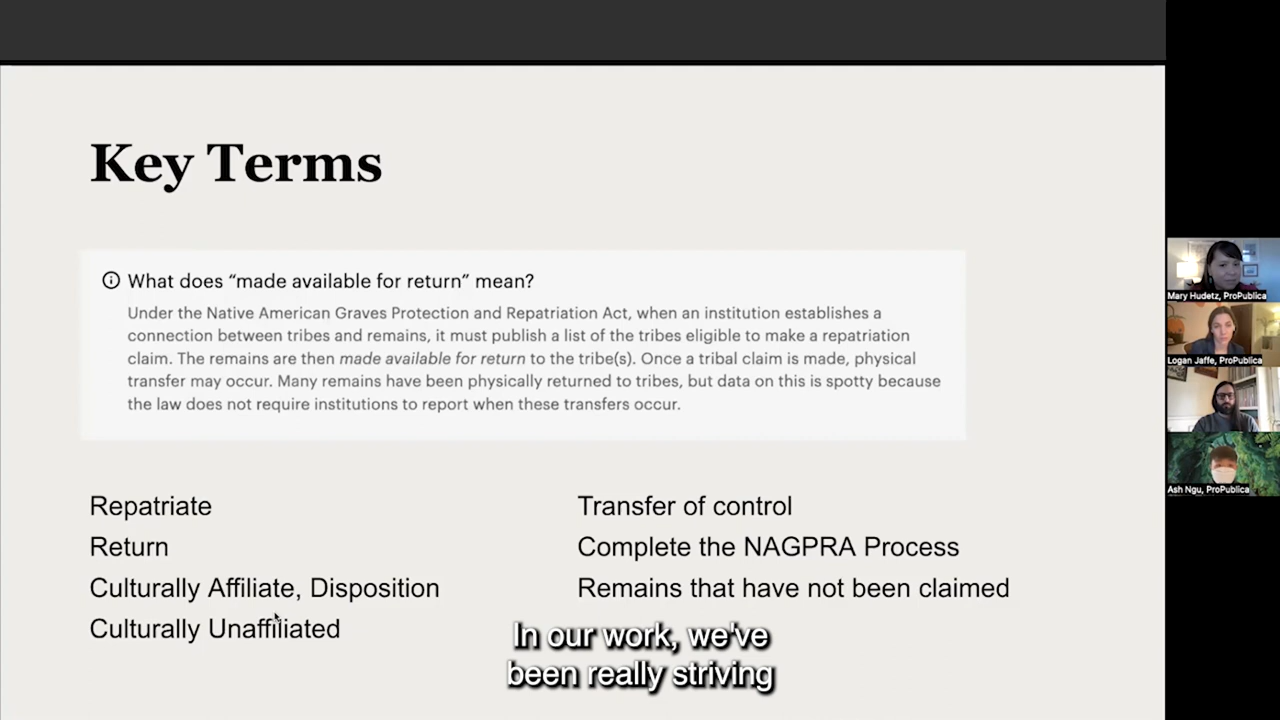 Key Terms
What does “made available for return” mean?
Under the Native American Graves Protection and Repatriation Act, when an institution establishes a
connection between tribes and remains, it must publish a list of the tribes eligible to make a repatriation
claim. The remains are then made available for return to the tribe(s). Once a tribal claim is made, physical
transfer may occur. Many remains have been physically returned to tribes, but data on this is spotty because
the law does not require institutions to report when these transfers occur.
Repatriate
Return
Culturally Affiliate, Disposition
Culturally Unaffiliated
Transfer of control
Complete the NAGPRA Process
Remains that have not been claimed
In our work, we've
been really striving
Mary Hudetz, ProPublica
Logan Jaffe, ProPublica
Ash Ngu, ProPublica